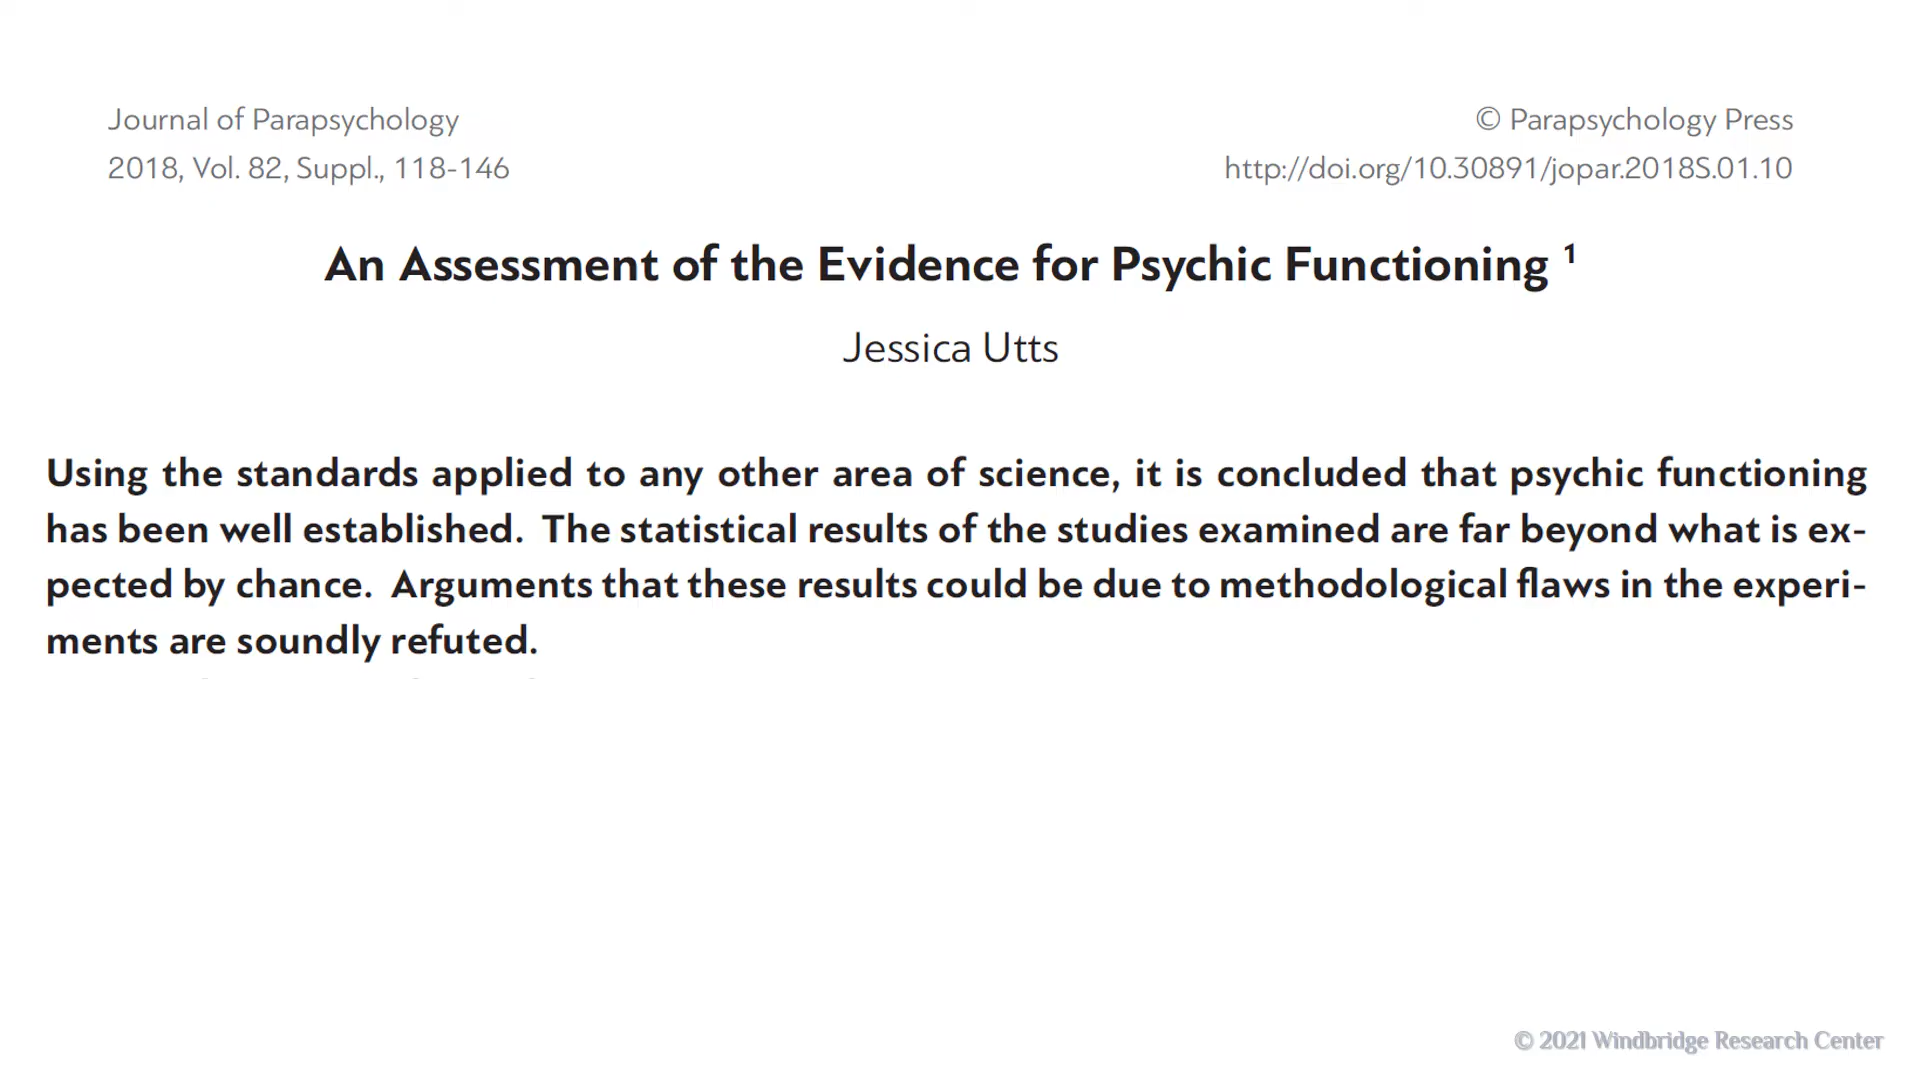 Journal of Parapsychology
© Parapsychology Press
2018, Vol. 82, Suppl., 118-146
http://doi.org/10.30891/jopar.2018S.01.10
An Assessment of the Evidence for Psychic Functioning ¹
Jessica Utts
Using the standards applied to any other area of science, it is concluded that psychic functioning
has been well established. The statistical results of the studies examined are far beyond what is ex-
pected by chance. Arguments that these results could be due to methodological flaws in the experi-
ments are soundly refuted.
© 2021 Windbridge Research Center